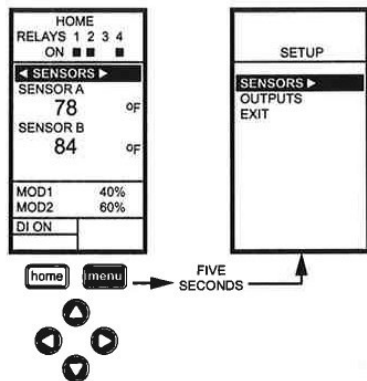 HOME
RELAYS 1 2 3 4
ON
◄ SENSORS ►
SENSOR A
78 ºF
SENSOR B
84 ºF
MOD1 40%
MOD2 60%
DI ON
home menu
FIVE
SECONDS
SETUP
SENSORS ►
OUTPUTS
EXIT